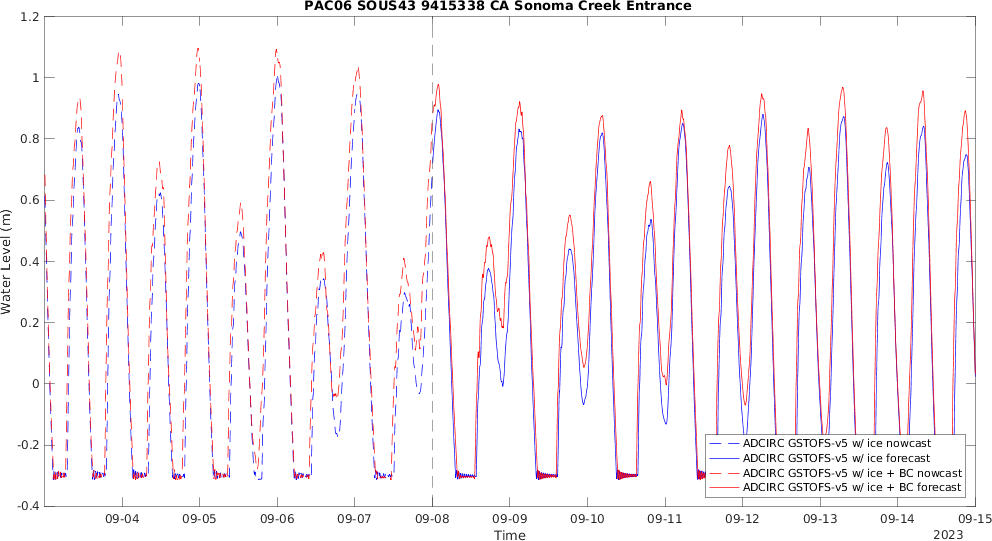 PAC06 SOUS43 9415338 CA Sonoma Creek Entrance
Water Level (m)
1.2
1
0.8
0.6
0.4
0.2
0
-0.2
-0.4
ADCIRC GSTOFS-v5 w/ ice nowcast
ADCIRC GSTOFS-v5 w/ ice forecast
ADCIRC GSTOFS-v5 w/ ice + BC nowcast
ADCIRC GSTOFS-v5 w/ ice + BC forecast
09-04 09-05 09-06 09-07 09-08 09-09 09-10 09-11 09-12 09-13 09-14 09-15
Time
2023